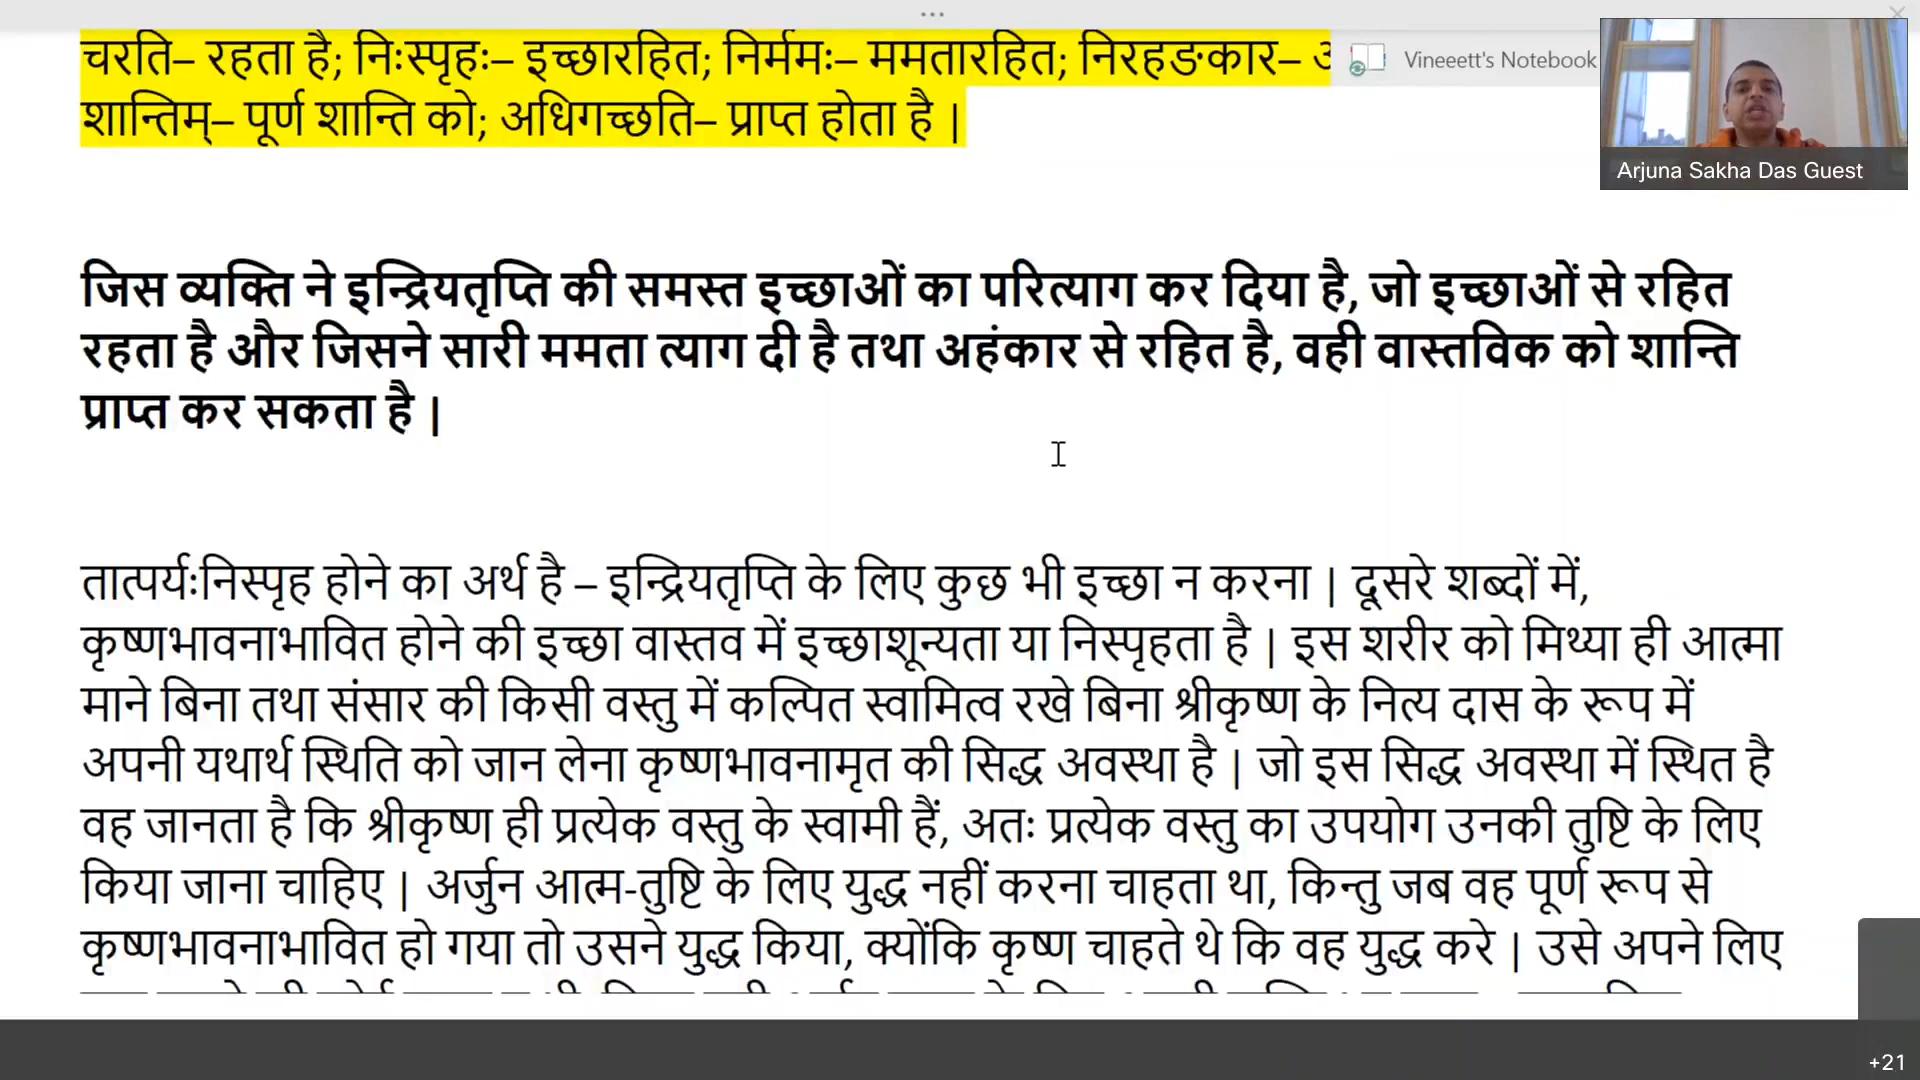 चरति– रहता है; निःस्पृहः– इच्छारहित; निर्ममः– ममतारहित; निरहङकार–
शान्तिम्– पूर्ण शान्ति को; अधिगच्छति– प्राप्त होता है |
Vineeett's Notebook
Arjuna Sakha Das Guest
जिस व्यक्ति ने इन्द्रियतृप्ति की समस्त इच्छाओं का परित्याग कर दिया है, जो इच्छाओं से रहित
रहता है और जिसने सारी ममता त्याग दी है तथा अहंकार से रहित है, वही वास्तविक को शान्ति
प्राप्त कर सकता है |
तात्पर्यःनिस्पृह होने का अर्थ है – इन्द्रियतृप्ति के लिए कुछ भी इच्छा न करना | दूसरे शब्दों में,
कृष्णभावनाभावित होने की इच्छा वास्तव में इच्छाशून्यता या निस्पृहता है | इस शरीर को मिथ्या ही आत्मा
माने बिना तथा संसार की किसी वस्तु में कल्पित स्वामित्व रखे बिना श्रीकृष्ण के नित्य दास के रूप में
अपनी यथार्थ स्थिति को जान लेना कृष्णभावनामृत की सिद्ध अवस्था है | जो इस सिद्ध अवस्था में स्थित है
वह जानता है कि श्रीकृष्ण ही प्रत्येक वस्तु के स्वामी हैं, अतः प्रत्येक वस्तु का उपयोग उनकी तुष्टि के लिए
किया जाना चाहिए | अर्जुन आत्म-तुष्टि के लिए युद्ध नहीं करना चाहता था, किन्तु जब वह पूर्ण रूप से
कृष्णभावनाभावित हो गया तो उसने युद्ध किया, क्योंकि कृष्ण चाहते थे कि वह युद्ध करे | उसे अपने लिए
+21